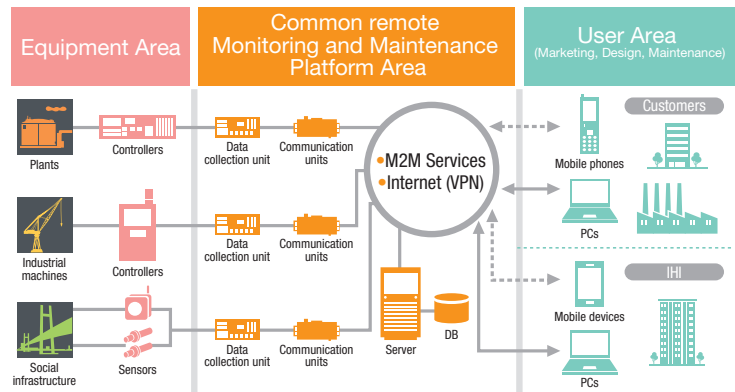 Equipment Area
Common remote
Monitoring and Maintenance
Platform Area
User Area
(Marketing, Design, Maintenance)
Plants
Controllers
Data
collection unit
Communication
units
•M2M Services
•Internet (VPN)
Mobile phones
Customers
PCs
Industrial
machines
Controllers
Data
collection unit
Communication
units
Mobile devices
IHI
Social
infrastructure
Sensors
Data
collection unit
Communication
units
Server
DB
PCs